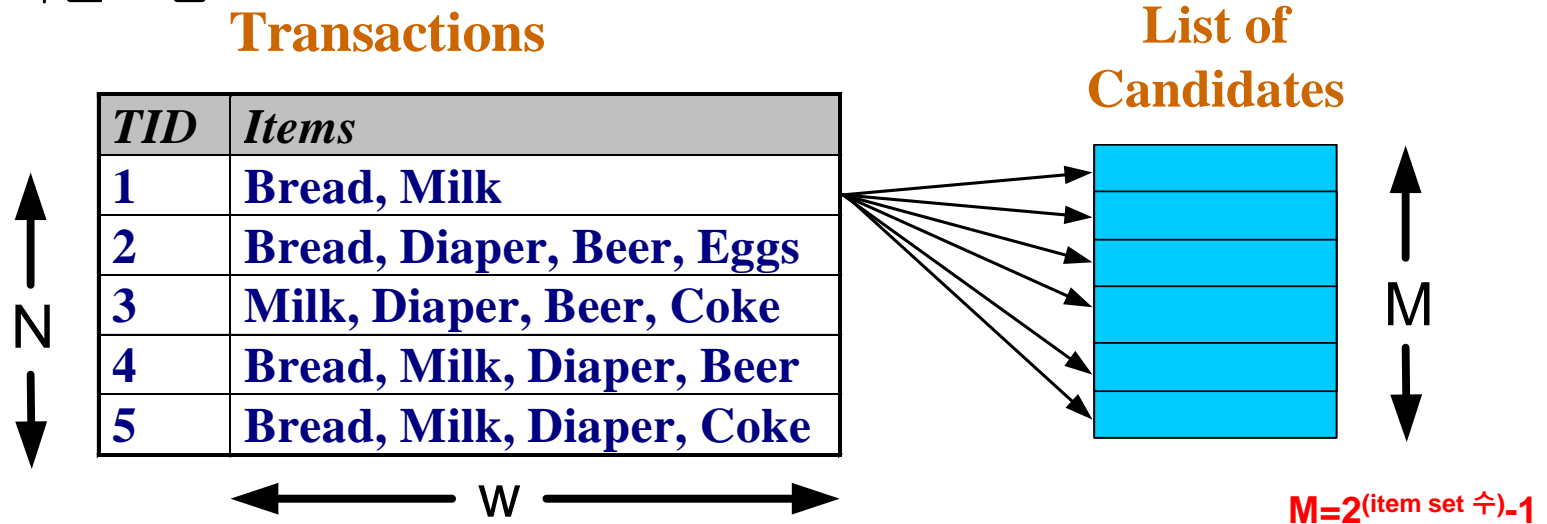 Transactions
List of
Candidates
TID Items
1 Bread, Milk
2 Bread, Diaper, Beer, Eggs
3 Milk, Diaper, Beer, Coke
4 Bread, Milk, Diaper, Beer
5 Bread, Milk, Diaper, Coke
N
M
w
M=2(item set 수)-1